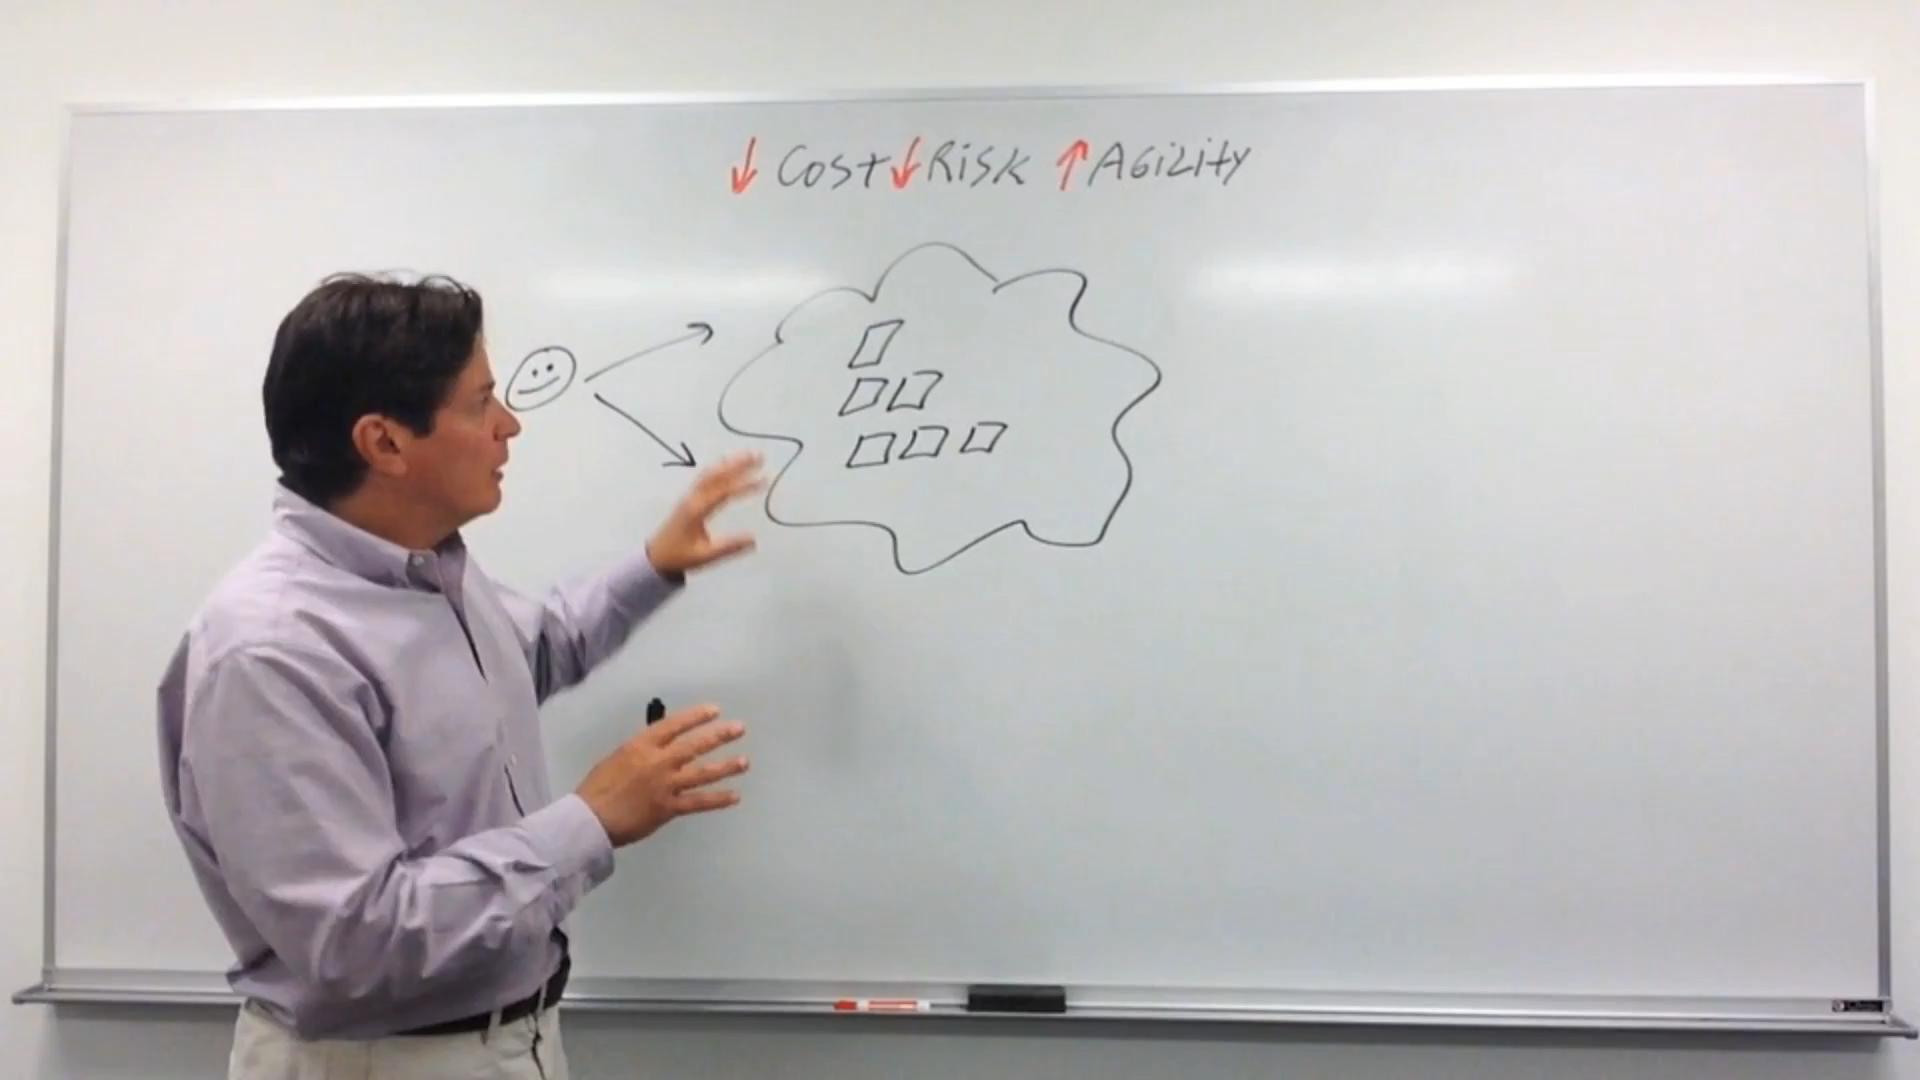 ↓ Cost ↓ Risk ↑ Agility